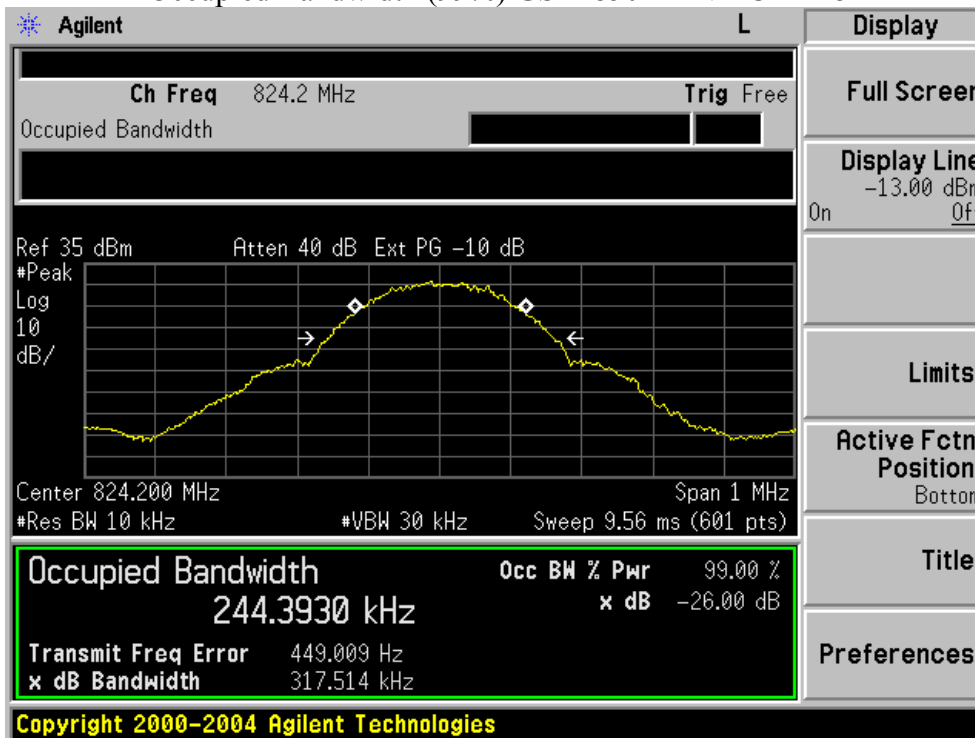 Agilent L
Ch Freq 824.2 MHz Trig Free
Occupied Bandwidth
Ref 35 dBm Atten 40 dB Ext PG -10 dB
#Peak
Log
10
dB/
Center 824.200 MHz Span 1 MHz
#Res BW 10 kHz #VBW 30 kHz Sweep 9.56 ms (601 pts)
Occupied Bandwidth Occ BW % Pwr 99.00 %
244.3930 kHz x dB -26.00 dB
Transmit Freq Error 449.009 Hz
x dB Bandwidth 317.514 kHz
Copyright 2000-2004 Agilent Technologies
Display
Full Screen
Display Line
-13.00 dBm
On Off
Limits
Active Fctn
Position
Bottom
Title
Preferences